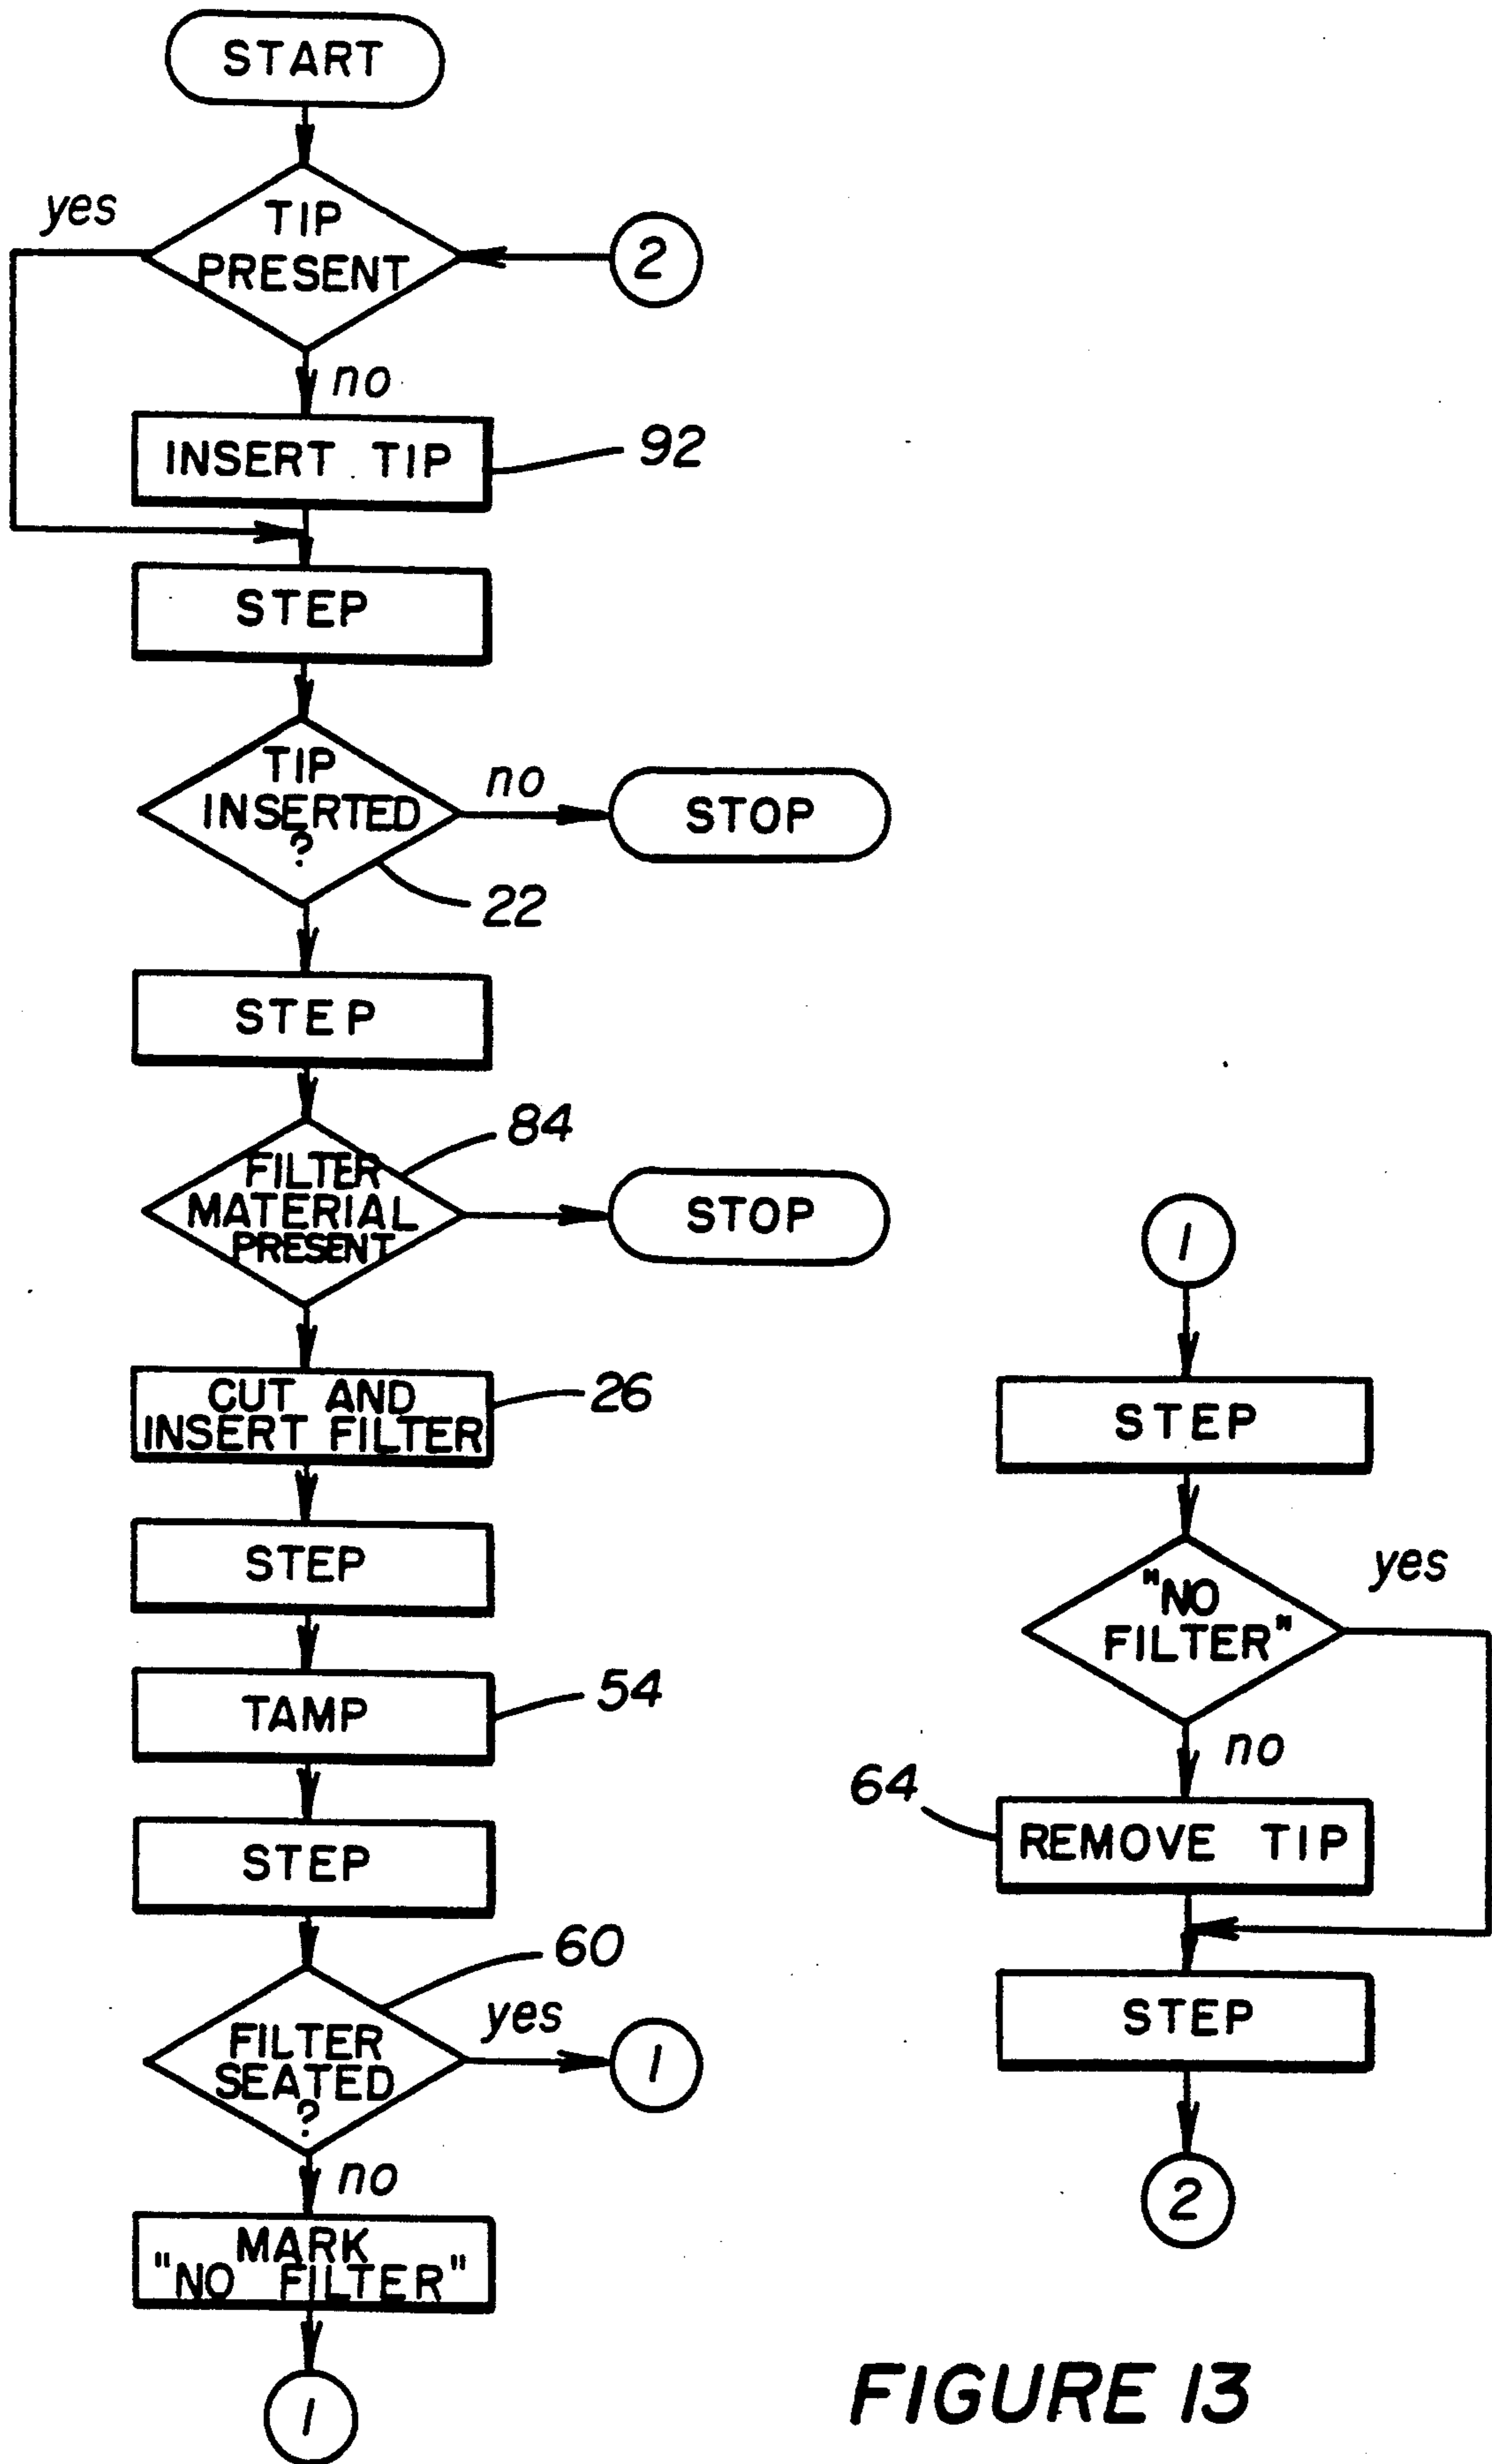 START
yes
TIP
PRESENT
2
no
INSERT TIP
92
STEP
TIP
INSERTED
?
no
STOP
22
STEP
84
FILTER
MATERIAL
PRESENT
STOP
CUT AND
INSERT FILTER
26
STEP
TAMP
54
STEP
60
FILTER
SEATED
?
yes
1
no
MARK
"NO FILTER"
1
1
STEP
"NO
FILTER"
yes
no
64
REMOVE TIP
STEP
2
FIGURE 13